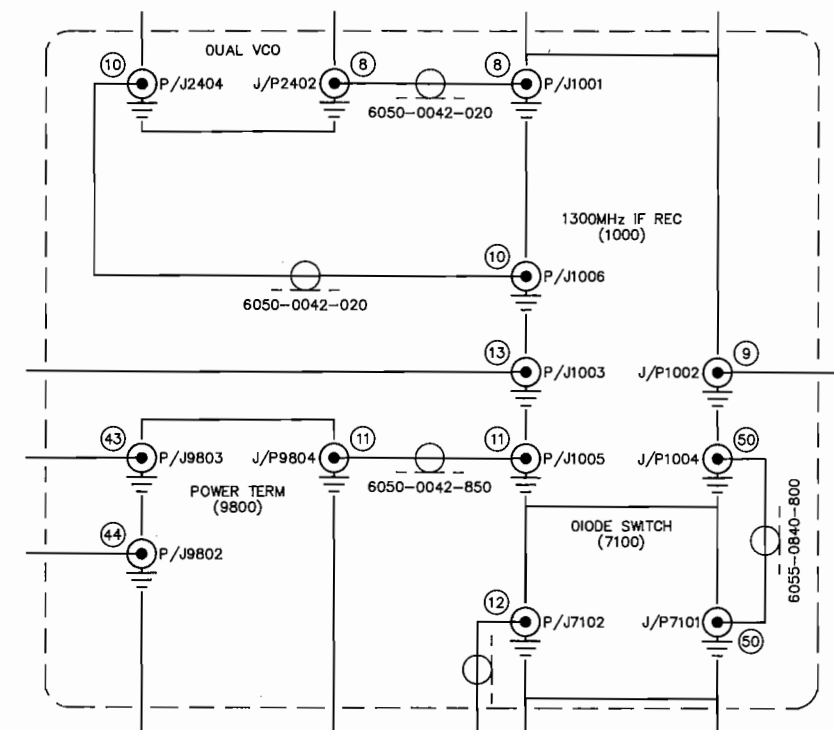 DUAL VCO
10 P/J2404 J/P2402 8 8 P/J1001
6050-0042-020
1300MHz IF REC
(1000)
10 P/J1006
6050-0042-020
13 P/J1003 J/P1002 9
43 P/J9803 J/P9804 11 11 P/J1005 J/P1004 50
6050-0042-850
POWER TERM
(9800)
DIODE SWITCH
(7100)
6055-0840-800
44 P/J9802
12 P/J7102 J/P7101 50